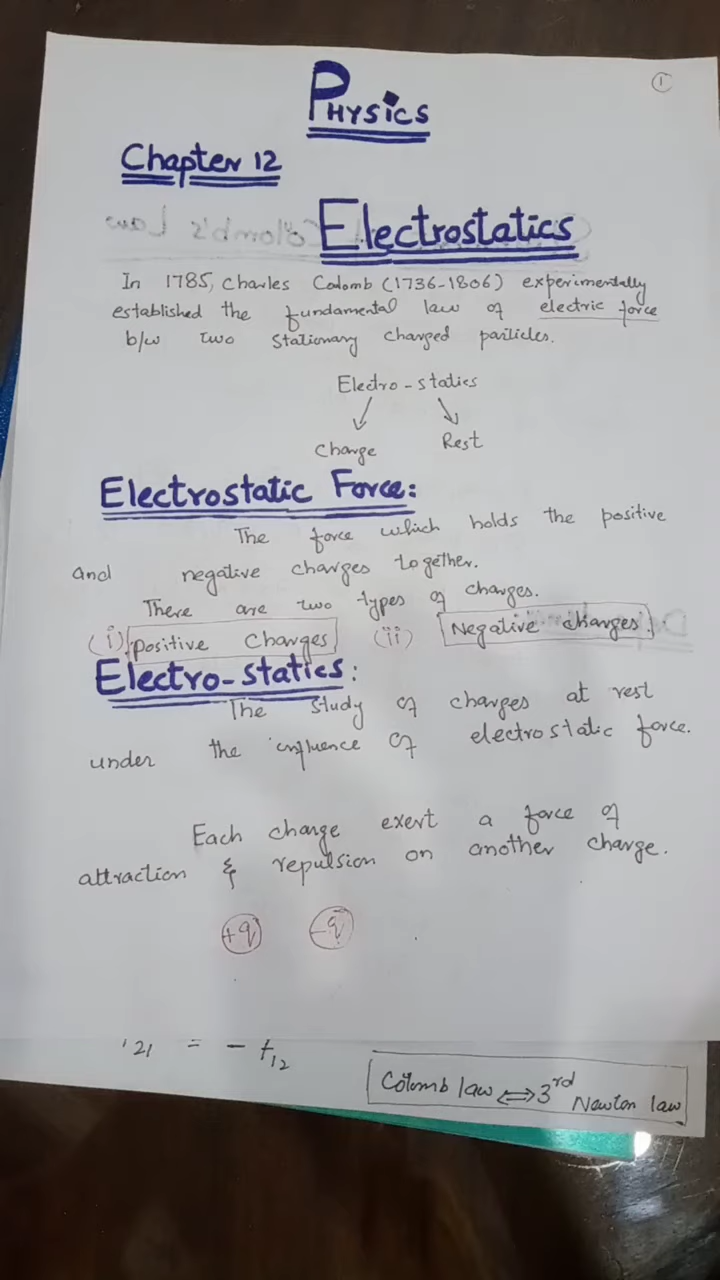 1
PHYSICS
Chapter 12
Electrostatics
In 1785, Charles Colomb (1736-1806) experimentally
established the fundamental law of electric force
b/w two stationary charged particles.
Electro-statics
Charge Rest
Electrostatic Force:
The force which holds the positive
and negative charges together.
There are two types of charges.
(i) Positive Charges (ii) Negative charges.
Electro-statics:
The study of charges at rest
under the influence of electrostatic force.
Each charge exert a force of
attraction & repulsion on another charge.
+q -q
21 = - F12
Colomb law ⟺ 3rd
Newton law